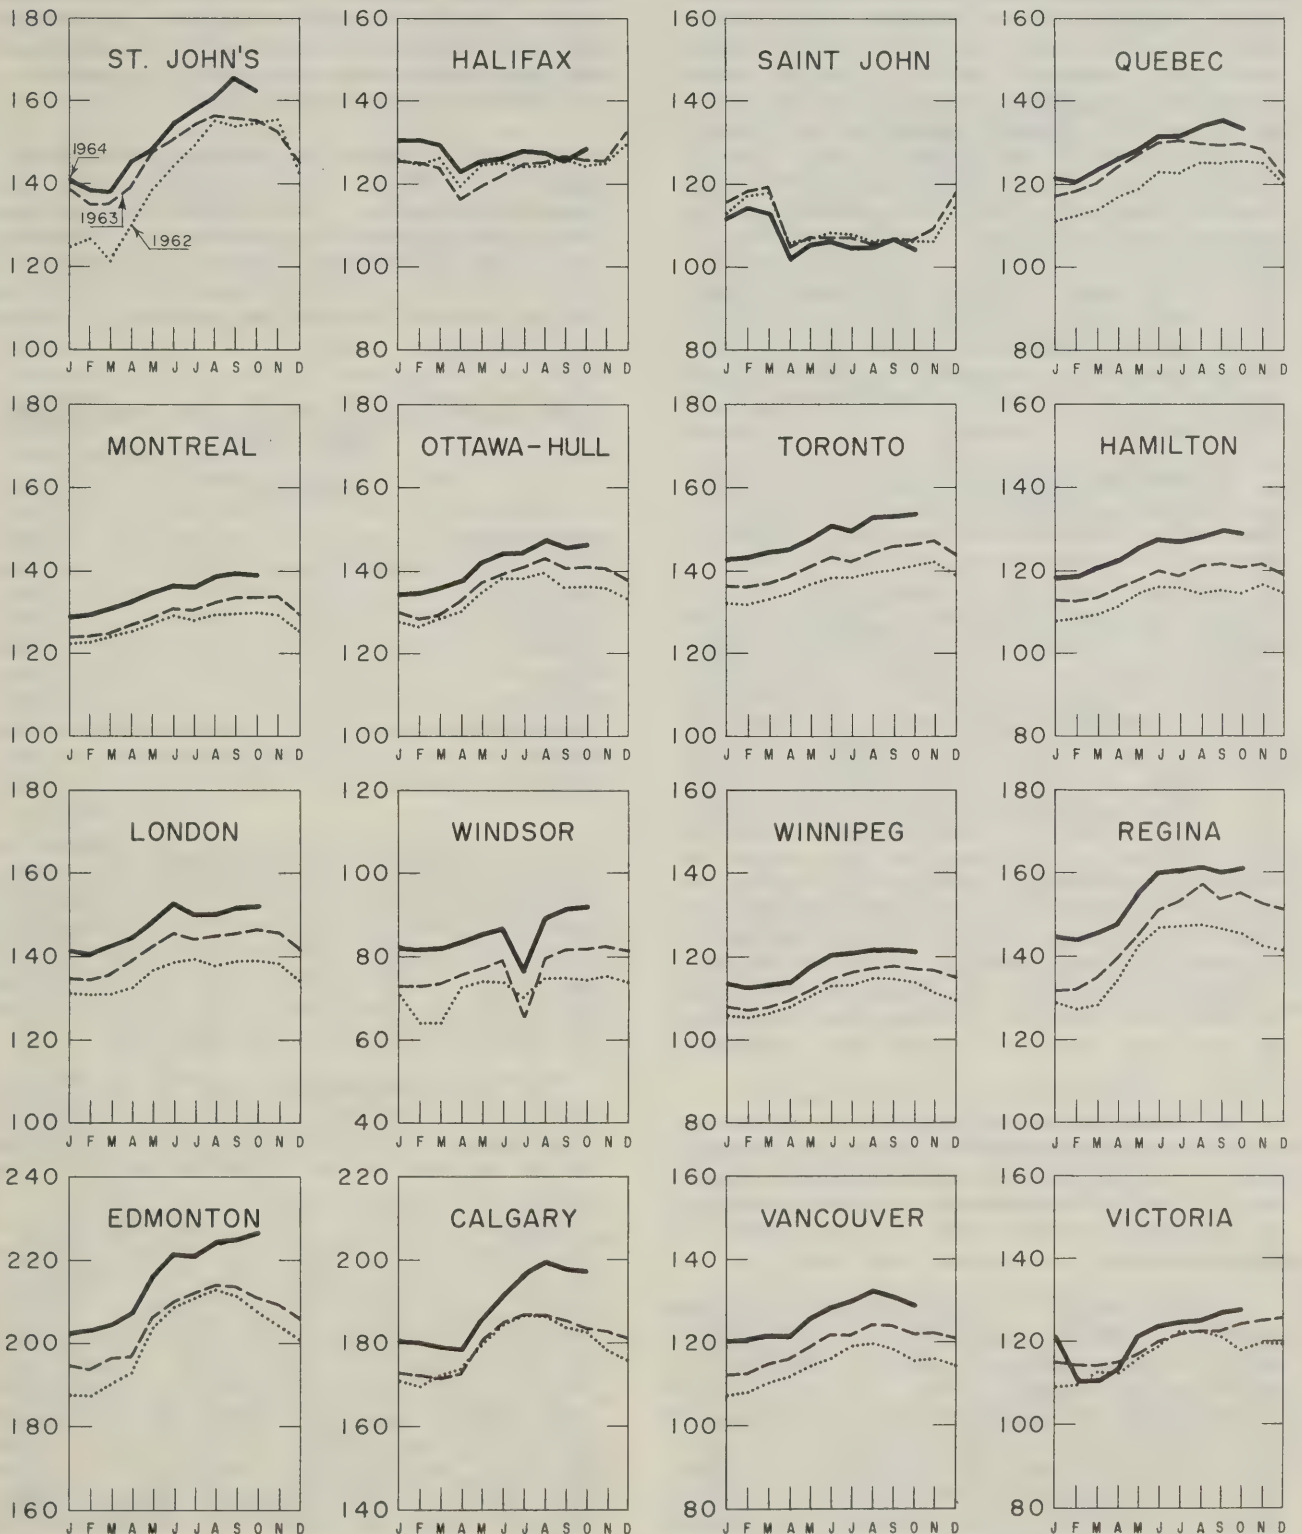 180 160 160 160
ST. JOHN'S HALIFAX SAINT JOHN QUEBEC
160 140 140 140
1964
140 120 120 120
1963
1962
120 100 100 100
100 80 80 80
J F M A M J J A S O N D J F M A M J J A S O N D J F M A M J J A S O N D J F M A M J J A S O N D
180 180 180 160
MONTREAL OTTAWA-HULL TORONTO HAMILTON
160 160 160 140
140 140 140 120
120 120 120 100
100 100 100 80
J F M A M J J A S O N D J F M A M J J A S O N D J F M A M J J A S O N D J F M A M J J A S O N D
180 120 160 180
LONDON WINDSOR WINNIPEG REGINA
160 100 140 160
140 80 120 140
120 60 100 120
100 40 80 100
J F M A M J J A S O N D J F M A M J J A S O N D J F M A M J J A S O N D J F M A M J J A S O N D
240 220 160 160
EDMONTON CALGARY VANCOUVER VICTORIA
220 200 140 140
200 180 120 120
180 160 100 100
160 140 80 80
J F M A M J J A S O N D J F M A M J J A S O N D J F M A M J J A S O N D J F M A M J J A S O N D